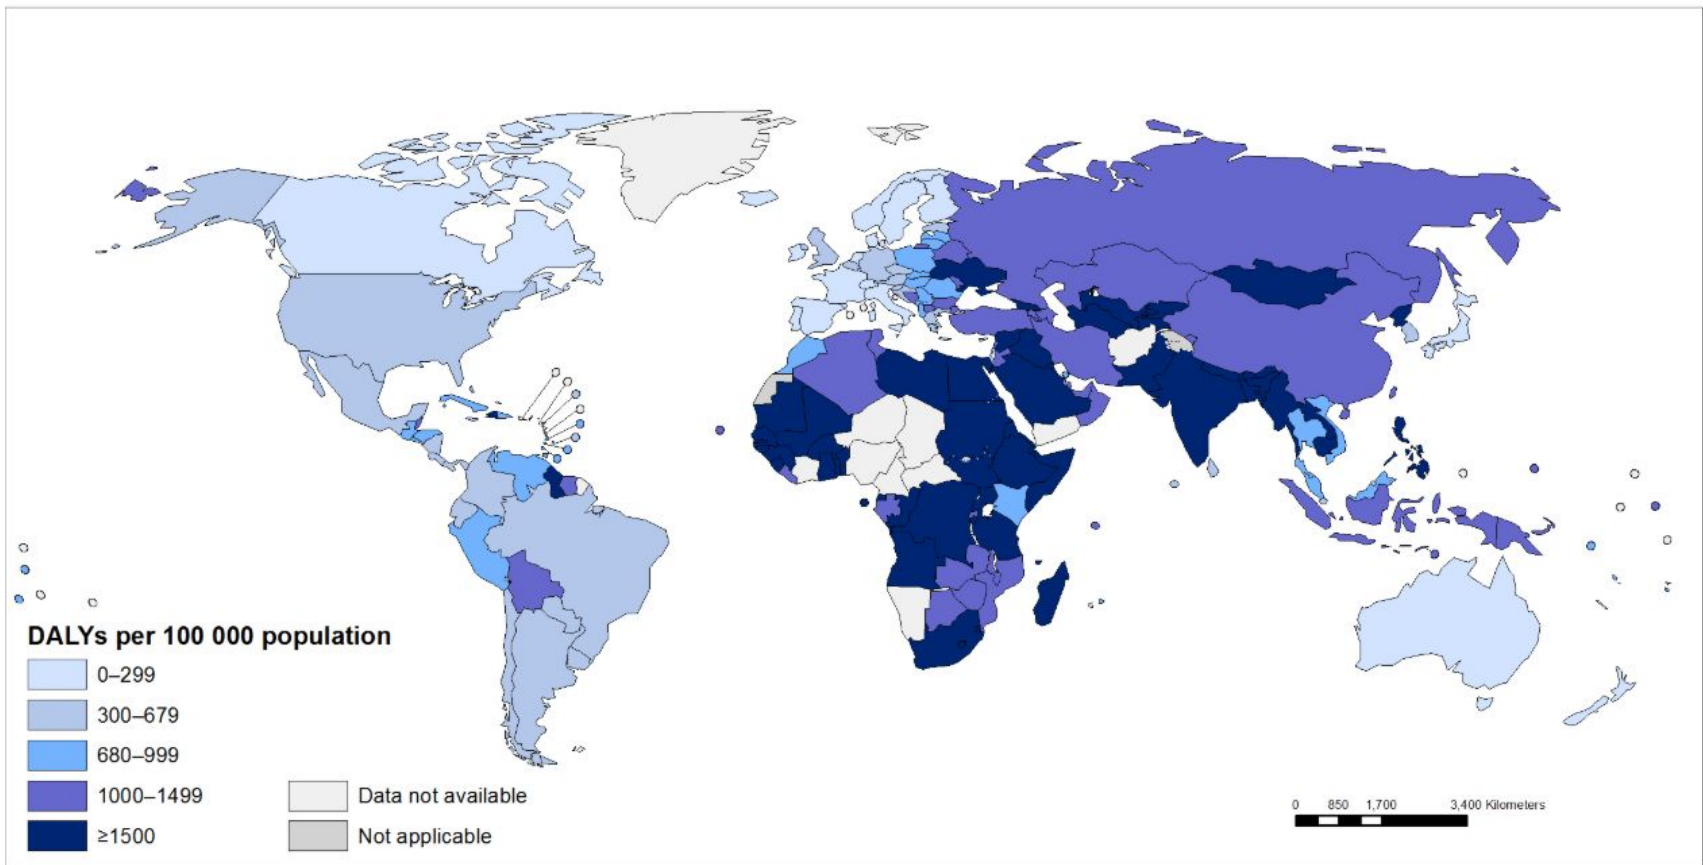 DALYs per 100 000 population
0–299
300–679
680–999
1000–1499
≥1500
Data not available
Not applicable
0 850 1,700 3,400 Kilometers